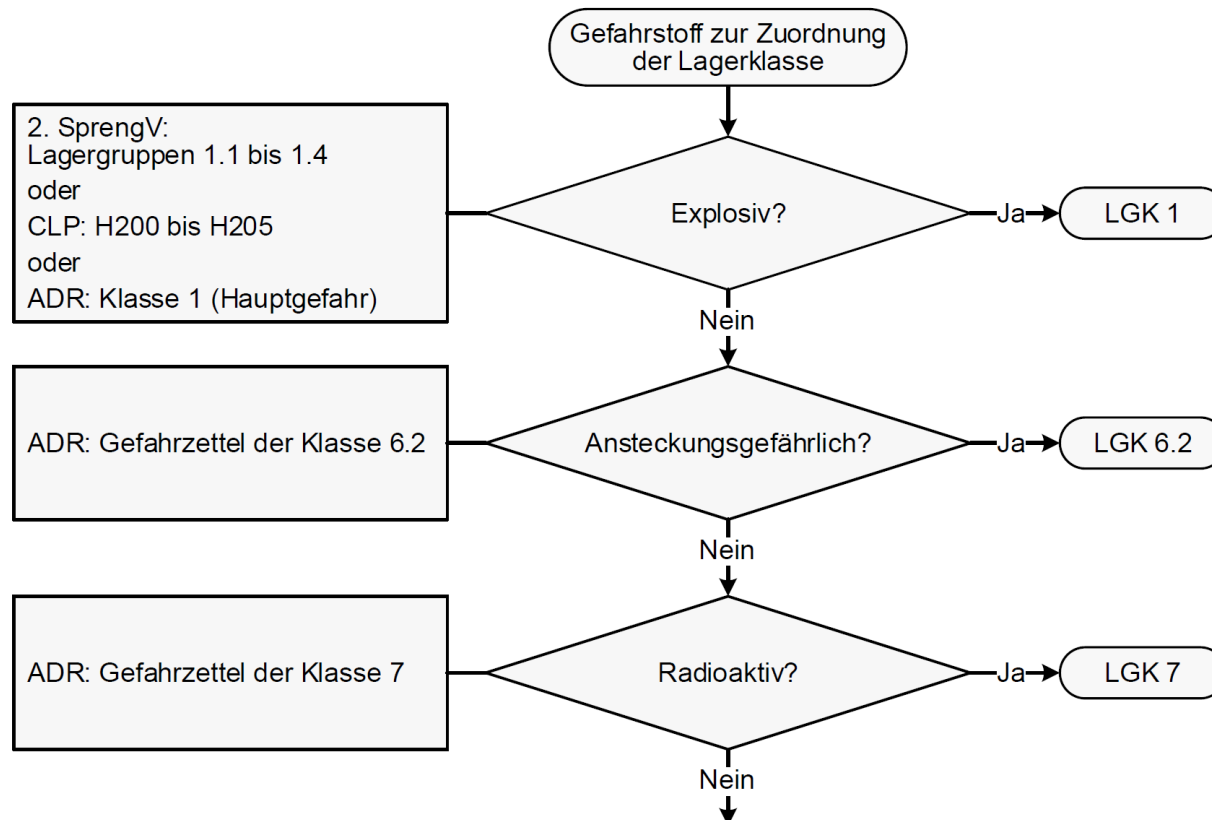 Gefahrstoff zur Zuordnung
der Lagerklasse
2. SprengV:
Lagergruppen 1.1 bis 1.4
oder
CLP: H200 bis H205
oder
ADR: Klasse 1 (Hauptgefahr)
Explosiv?
Ja
LGK 1
Nein
ADR: Gefahrzettel der Klasse 6.2
Ansteckungsgefährlich?
Ja
LGK 6.2
Nein
ADR: Gefahrzettel der Klasse 7
Radioaktiv?
Ja
LGK 7
Nein